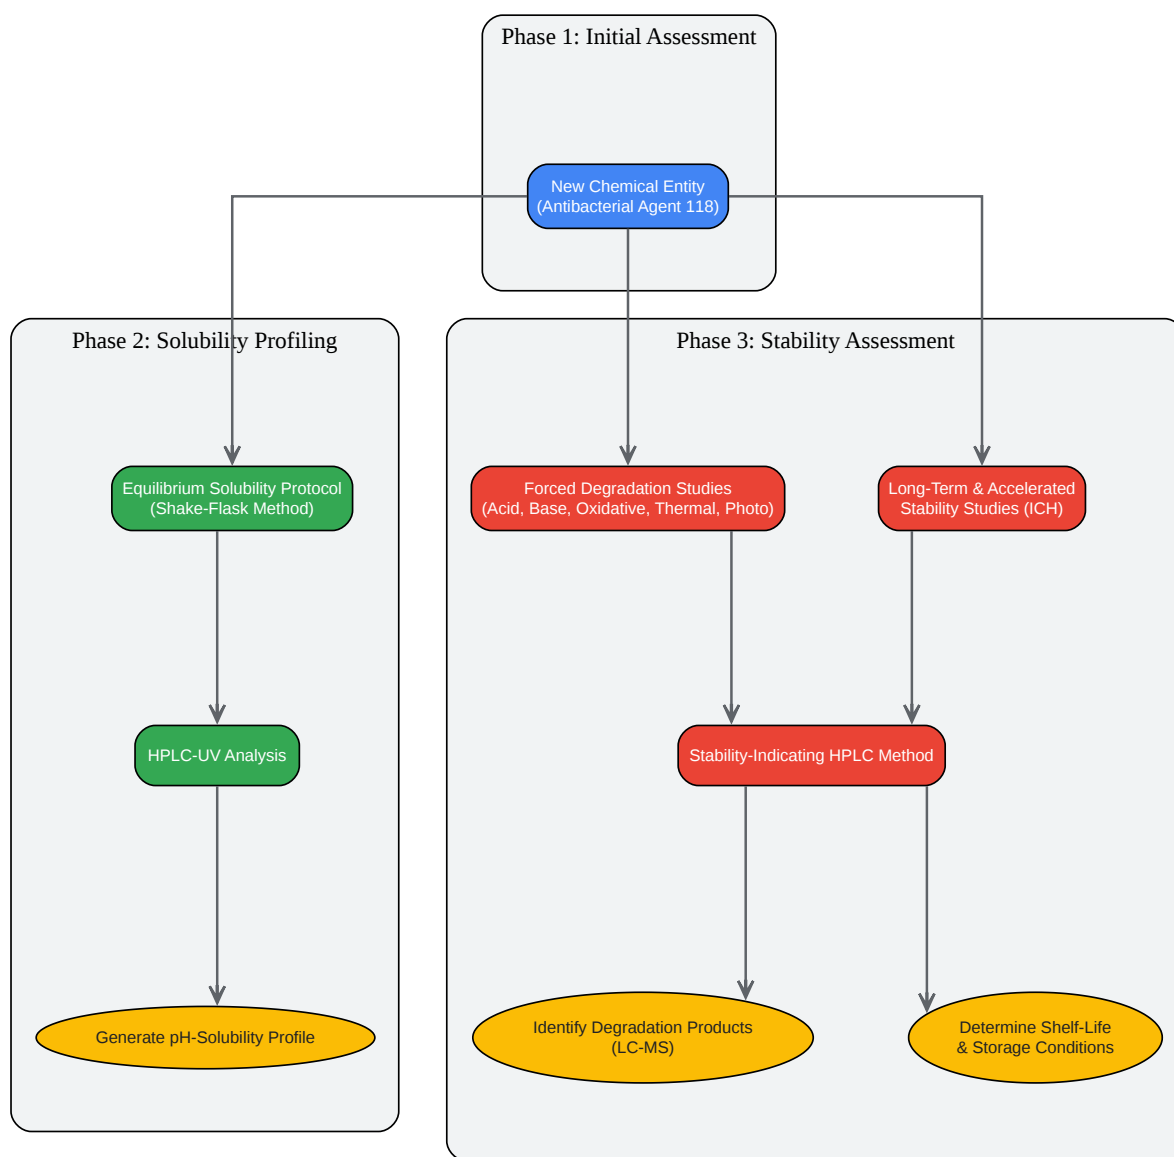 Phase 1: Initial Assessment
New Chemical Entity
(Antibacterial Agent 118)
Phase 2: Solubility Profiling
Equilibrium Solubility Protocol
(Shake-Flask Method)
HPLC-UV Analysis
Generate pH-Solubility Profile
Phase 3: Stability Assessment
Forced Degradation Studies
(Acid, Base, Oxidative, Thermal, Photo)
Long-Term & Accelerated
Stability Studies (ICH)
Stability-Indicating HPLC Method
Identify Degradation Products
(LC-MS)
Determine Shelf-Life
& Storage Conditions